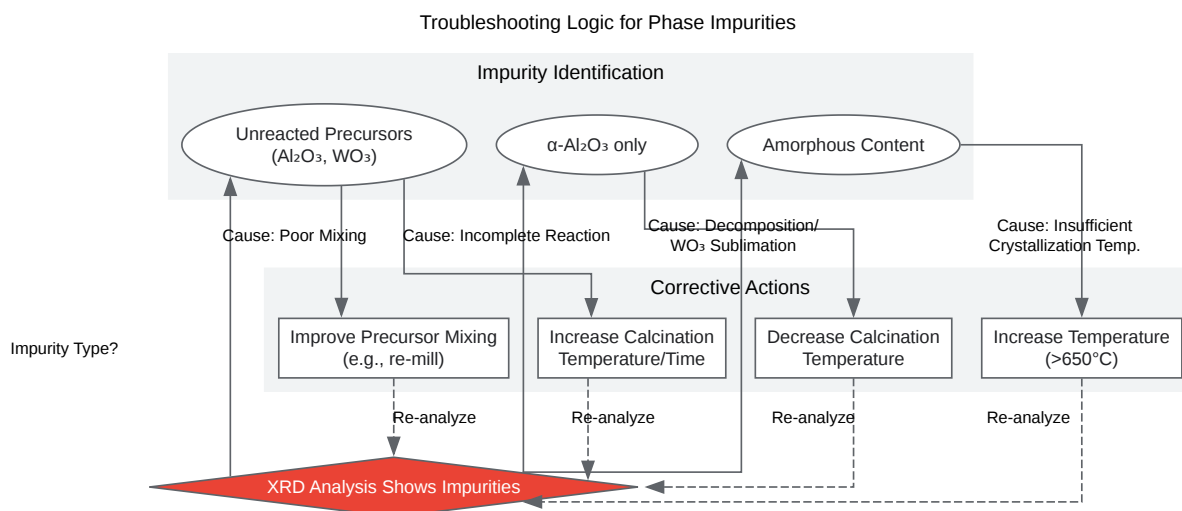 Troubleshooting Logic for Phase Impurities
Impurity Identification
Unreacted Precursors
(Al₂O₃, WO₃)
α-Al₂O₃ only
Amorphous Content
Cause: Poor Mixing
Cause: Incomplete Reaction
Cause: Decomposition/
WO₃ Sublimation
Cause: Insufficient
Crystallization Temp.
Corrective Actions
Improve Precursor Mixing
(e.g., re-mill)
Increase Calcination
Temperature/Time
Decrease Calcination
Temperature
Increase Temperature
(>650°C)
Impurity Type?
Re-analyze
Re-analyze
Re-analyze
Re-analyze
XRD Analysis Shows Impurities